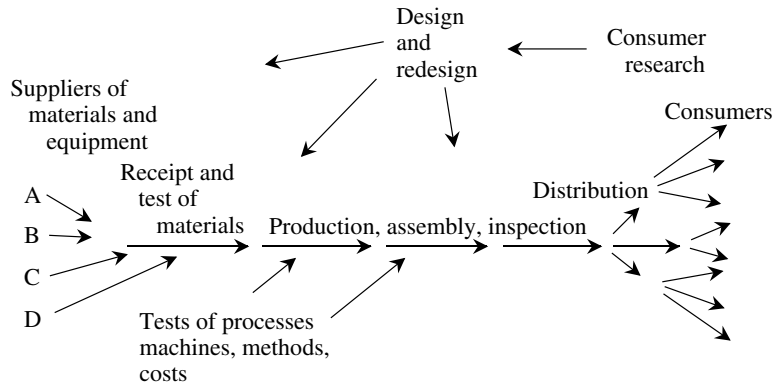 Design
and
redesign
Consumer
research
Suppliers of
materials and
equipment
Consumers
Receipt and
test of
materials
A
B
C
D
Production, assembly, inspection
Distribution
Tests of processes
machines, methods,
costs